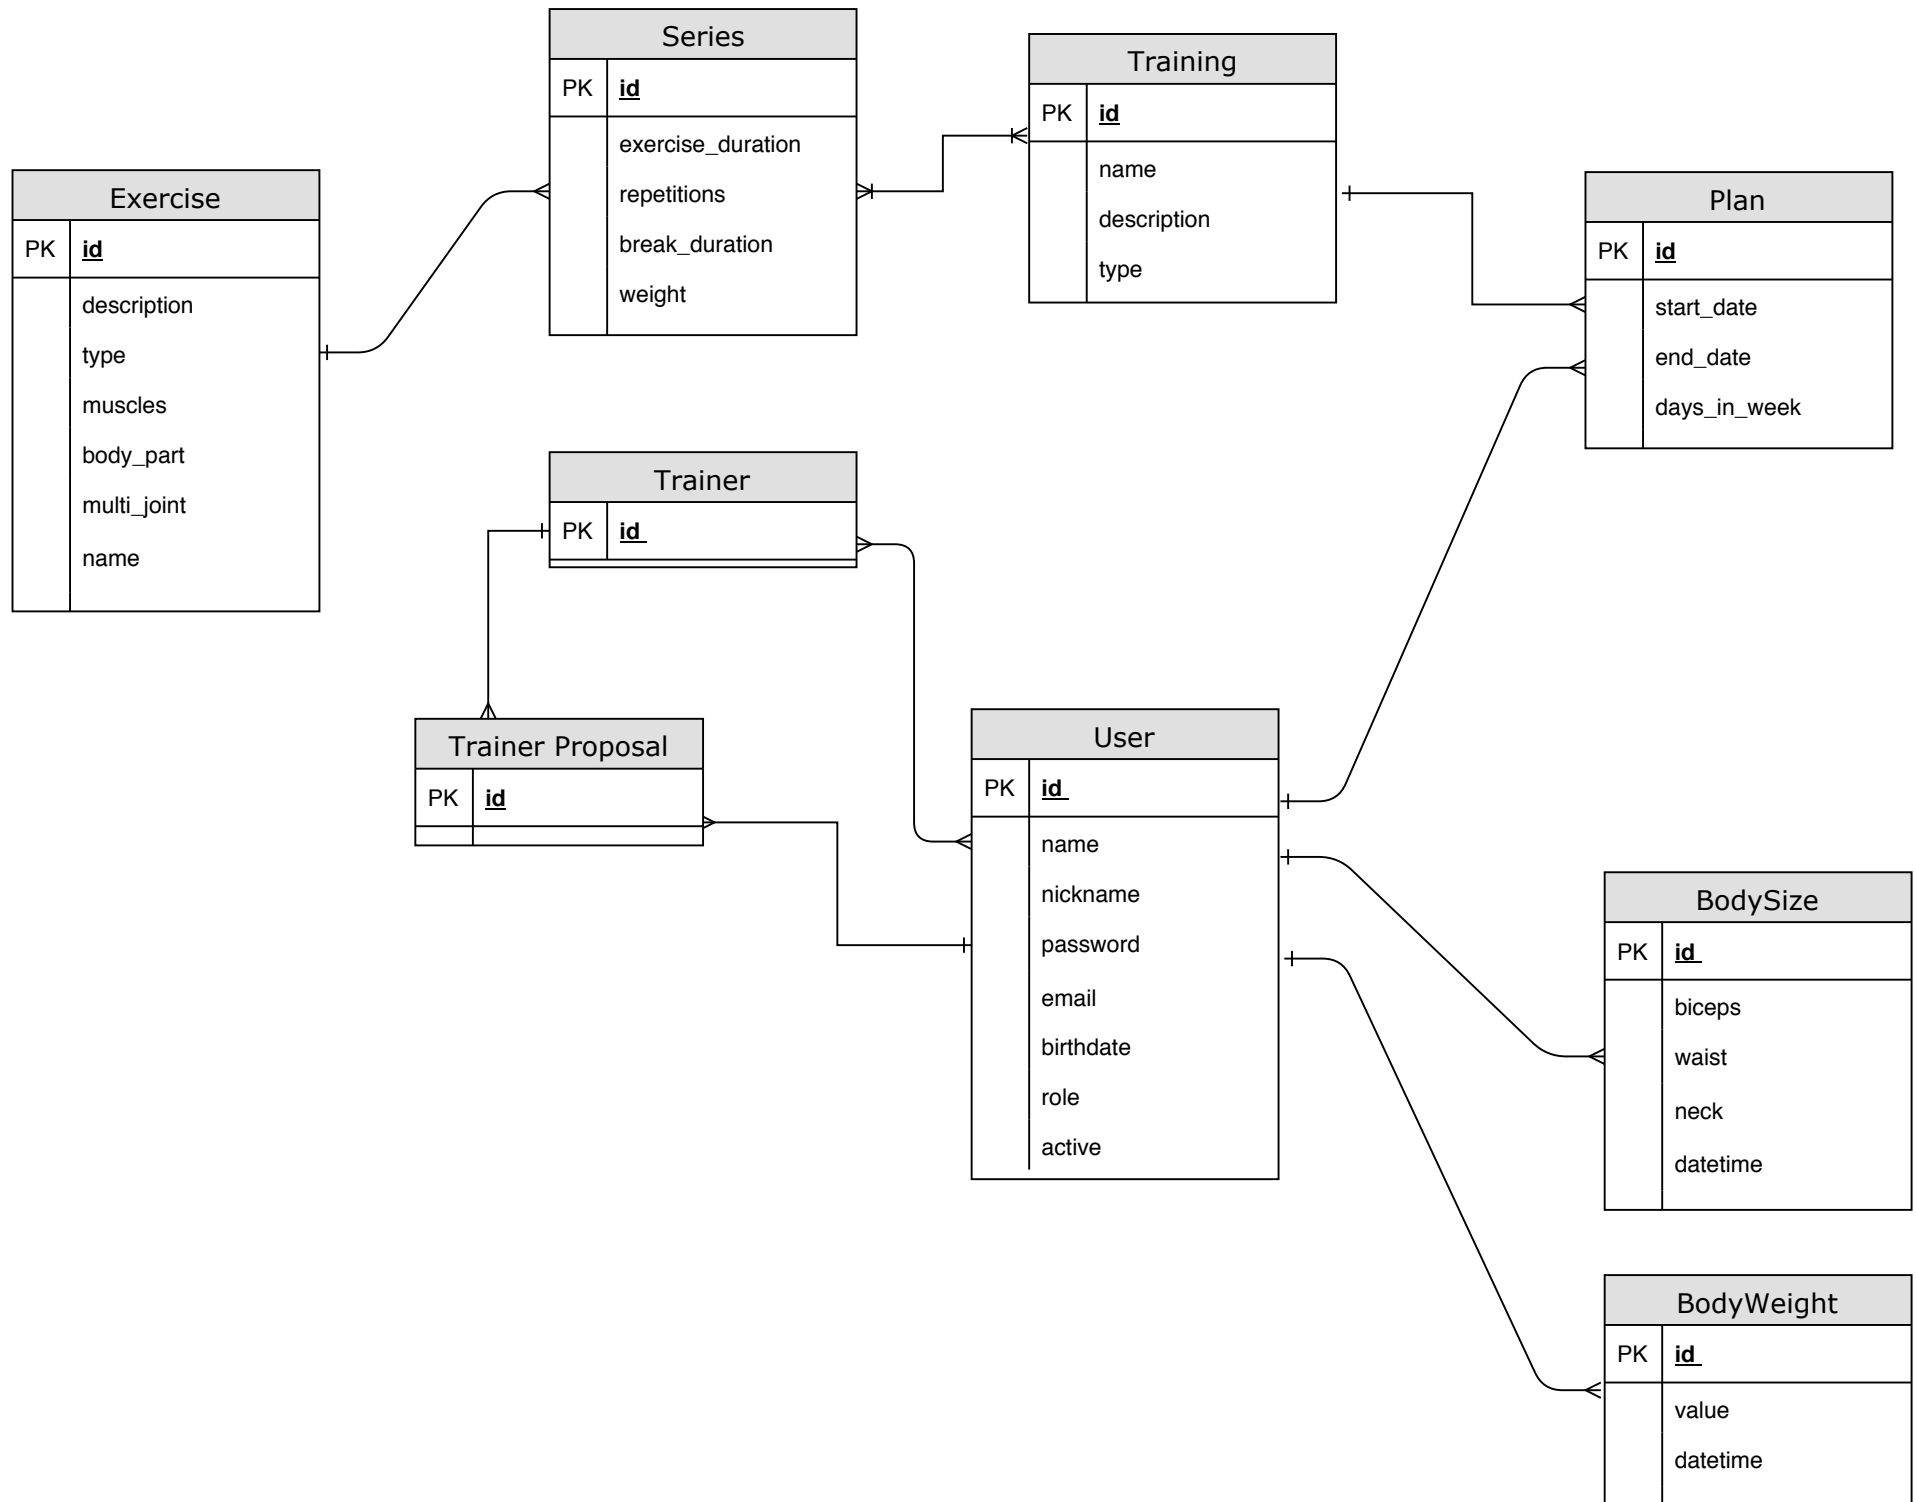 Series
PK id
exercise_duration
repetitions
break_duration
weight
Training
PK id
name
description
type
Exercise
PK id
description
type
muscles
body_part
multi_joint
name
Plan
PK id
start_date
end_date
days_in_week
Trainer
PK id
Trainer Proposal
PK id
User
PK id
name
nickname
password
email
birthdate
role
active
BodySize
PK id
biceps
waist
neck
datetime
BodyWeight
PK id
value
datetime